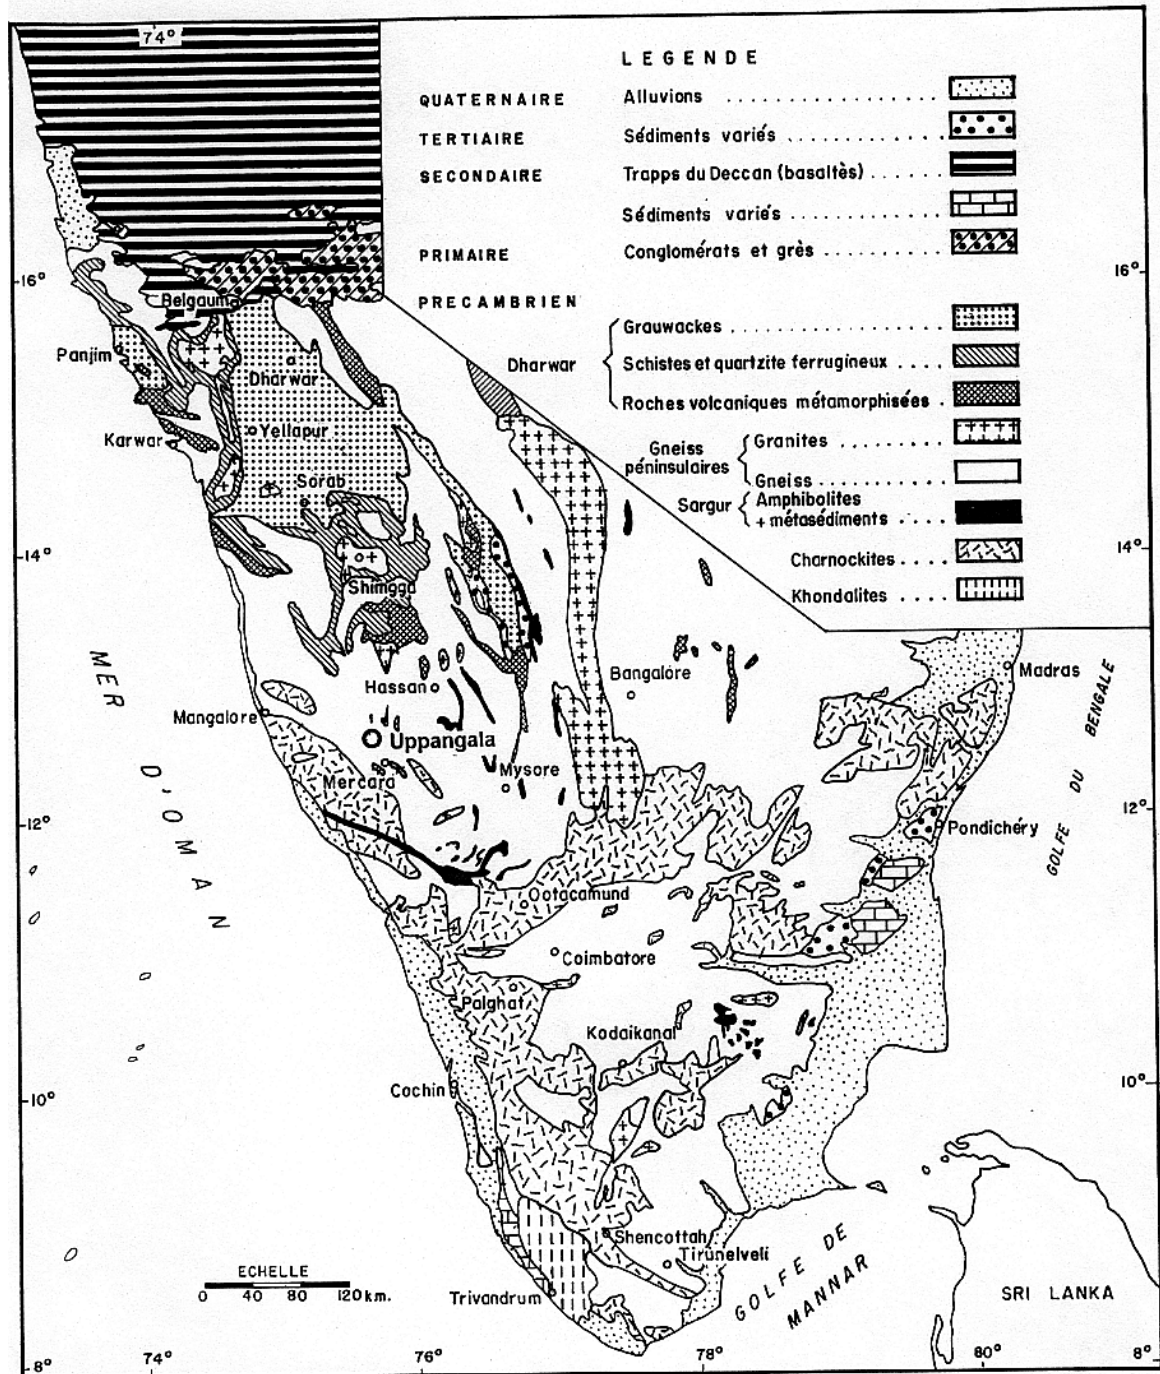 74°
LEGENDE
QUATERNAIRE Alluvions
TERTIAIRE Sédiments variés
SECONDAIRE Trapps du Deccan (basaltès)
Sédiments variés
PRIMAIRE Conglomérats et grès
PRECAMBRIEN
Dharwar
Grauwackes
Schistes et quartzite ferrugineux
Roches volcaniques métamorphisées
Gneiss péninsulaires
Granites
Gneiss
Sargur
Amphibolites
+ métasédiments
Charnockites
Khondalites
16°
16°
Belgaum
Panjim
Dharwar
Karwar
Yellapur
Sorab
14°
14°
Shimgga
Bangalore
Madras
Hassan
Mangalore
Uppangala
Mysore
Mercara
12°
12°
Pondichéry
MER D'OMAN
GOLFE DU BENGALE
Ootacamund
Coimbatore
Palghat
Kodaikanal
Cochin
10°
10°
Shencottah
Tirunelveli
Trivandrum
ECHELLE
0 40 80 120 km.
GOLFE DE
MANNAR
SRI LANKA
8°
74°
76°
78°
80°
8°